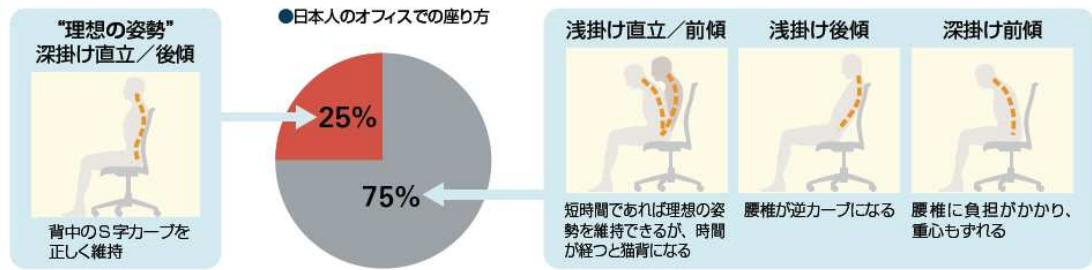 ●日本人のオフィスでの座り方
“理想の姿勢”
深掛け直立／後傾
背中のS字カーブを
正しく維持
25%
75%
浅掛け直立／前傾
短時間であれば理想の姿
勢を維持できるが、時間
が経つと猫背になる
浅掛け後傾
腰椎が逆カーブになる
深掛け前傾
腰椎に負担がかかり、
重心もずれる